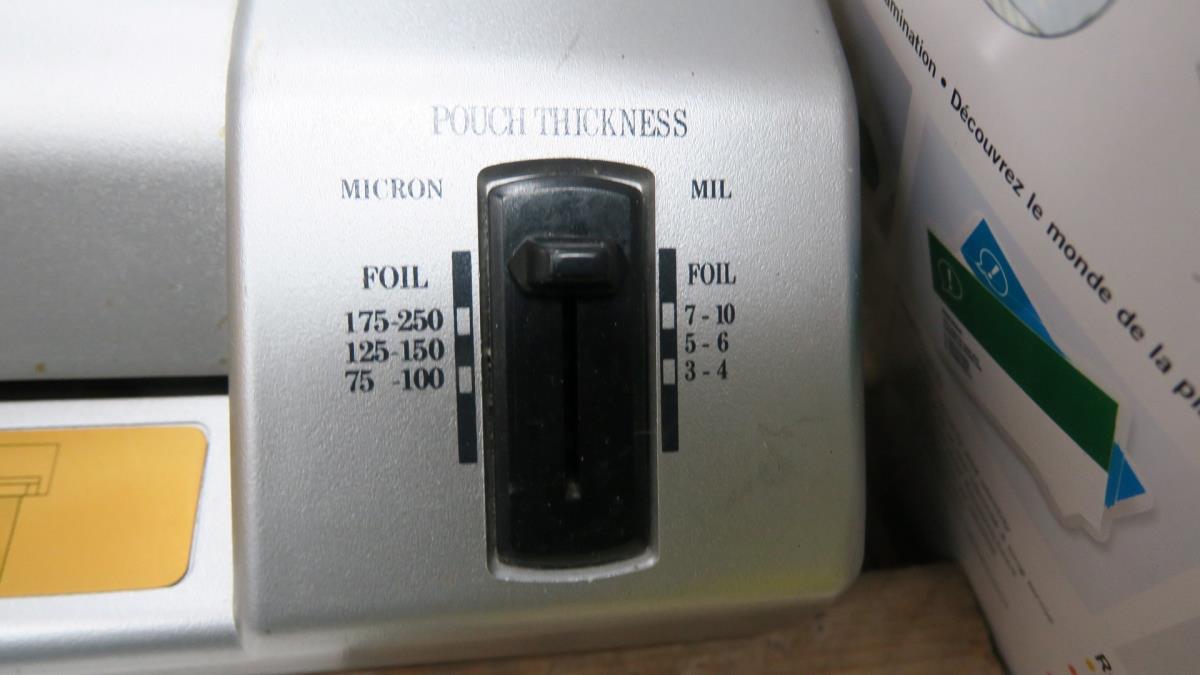 POUCH THICKNESS
MICRON
MIL
FOIL
175-250
125-150
75 -100
FOIL
7 - 10
5 - 6
3 - 4
amination • Découvrez le monde de la